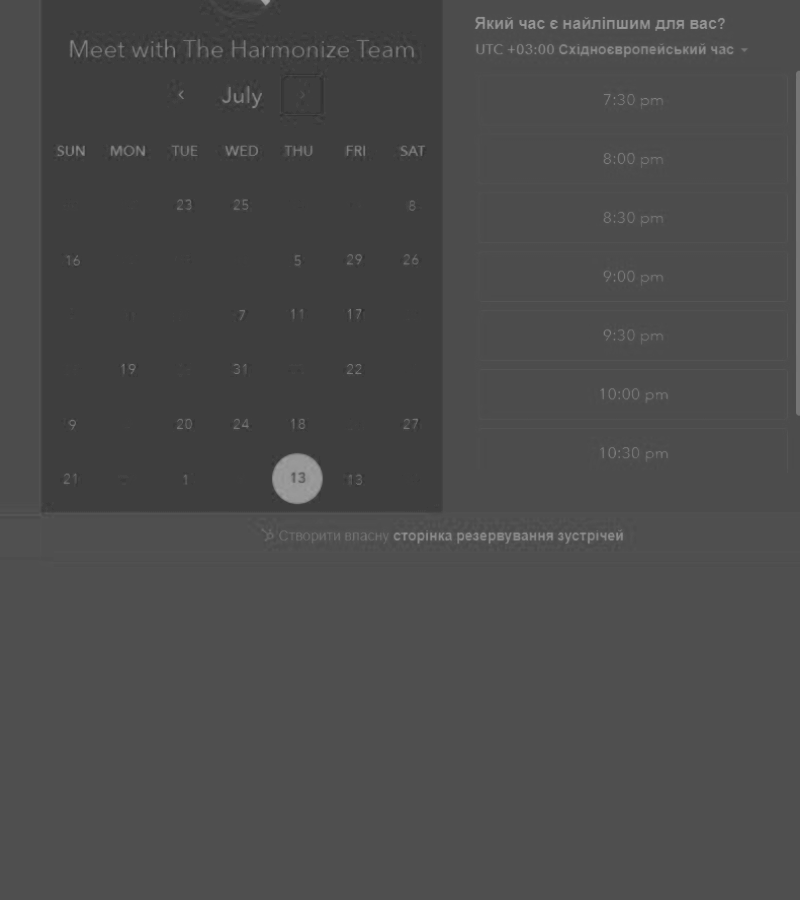 Meet with The Harmonize Team
July
SUN MON TUE WED THU FRI SAT
23 25 8
16 5 29 26
7 11 17
19 31 22
9 20 24 18 27
21 1 13 13
Який час є найліпшим для вас?
UTC +03:00 Східноєвропейський час
7:30 pm
8:00 pm
8:30 pm
9:00 pm
9:30 pm
10:00 pm
10:30 pm
Створити власну сторінка резервування зустрічей